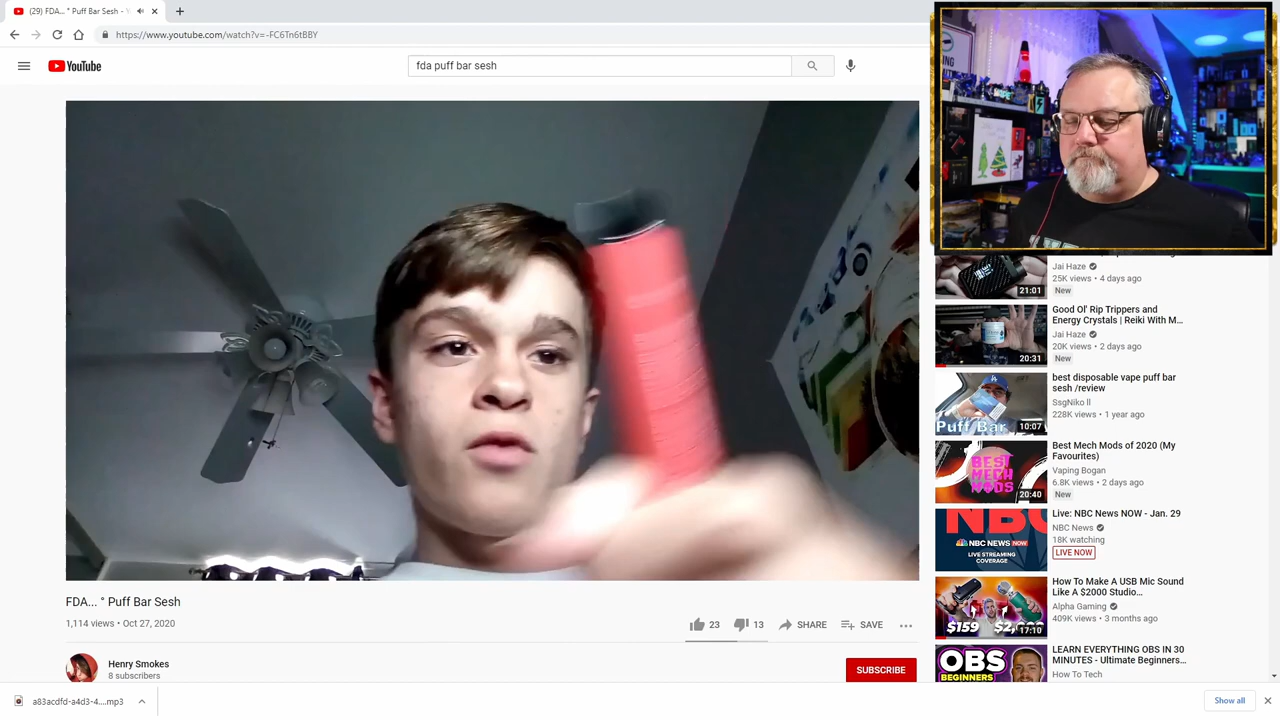 (29) FDA... ° Puff Bar Sesh -
https://www.youtube.com/watch?v=-FC6Tn6tBBY
YouTube
fda puff bar sesh
Jai Haze
25K views • 4 days ago
New
21:01
Good Ol' Rip Trippers and
Energy Crystals | Reiki With M...
Jai Haze
20K views • 2 days ago
New
20:31
best disposable vape puff bar
sesh /review
SsgNiko ll
228K views • 1 year ago
Puff Bar
10:07
Best Mech Mods of 2020 (My
Favourites)
Vaping Bogan
6.8K views • 2 days ago
New
BEST
MECH
MODS
20:40
Live: NBC News NOW - Jan. 29
NBC News
18K watching
LIVE NOW
NBC
NBC NEWS NOW
LIVE STREAMING
COVERAGE
How To Make A USB Mic Sound
Like A $2000 Studio...
Alpha Gaming
409K views • 3 months ago
$159
17:10
LEARN EVERYTHING OBS IN 30
MINUTES - Ultimate Beginners...
How To Tech
OBS
BEGINNERS
FDA... ° Puff Bar Sesh
1,114 views • Oct 27, 2020
23
13
SHARE
SAVE
Henry Smokes
8 subscribers
SUBSCRIBE
a83acdfd-a4d3-4....mp3
Show all